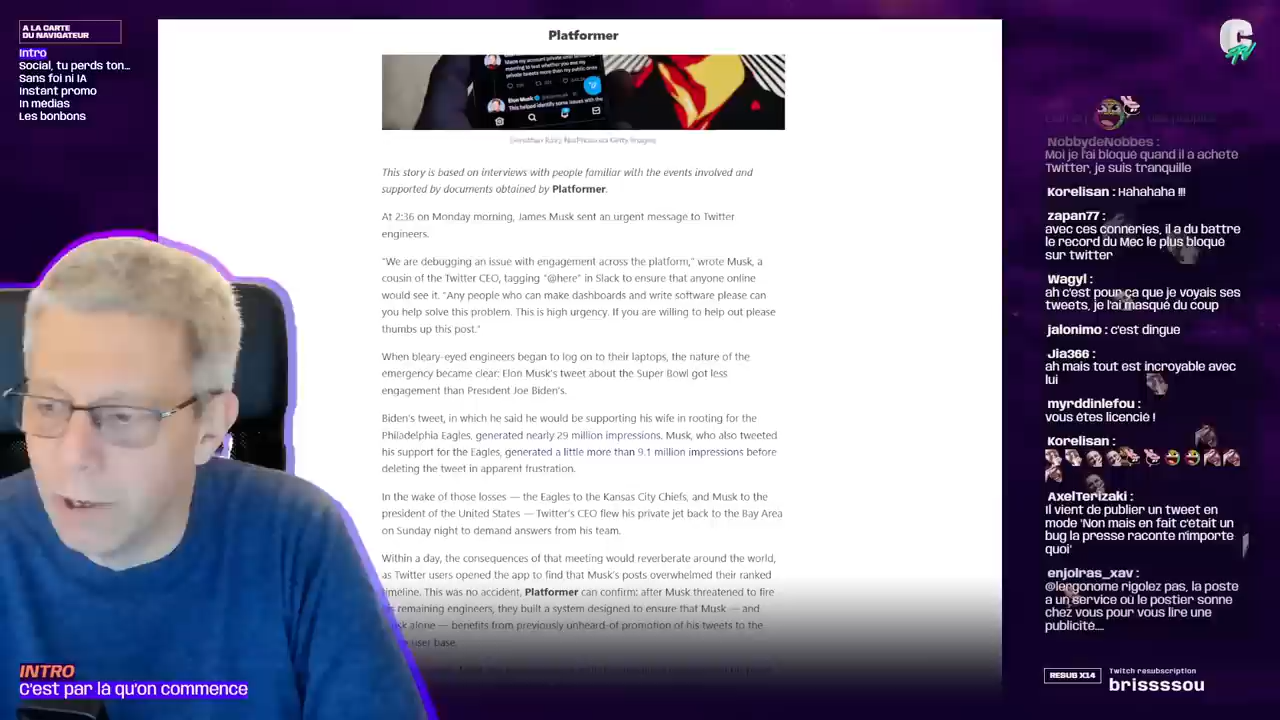 A LA CARTE
DU NAVIGATEUR
Intro
Social, tu perds ton...
Sans foi ni IA
Instant promo
In medias
Les bonbons
Platformer
This helped identify some issues with the
This story is based on interviews with people familiar with the events involved and
supported by documents obtained by Platformer.
At 2:36 on Monday morning, James Musk sent an urgent message to Twitter
engineers.
"We are debugging an issue with engagement across the platform," wrote Musk, a
cousin of the Twitter CEO, tagging "@here" in Slack to ensure that anyone online
would see it. "Any people who can make dashboards and write software please can
you help solve this problem. This is high urgency. If you are willing to help out please
thumbs up this post."
When bleary-eyed engineers began to log on to their laptops, the nature of the
emergency became clear: Elon Musk's tweet about the Super Bowl got less
engagement than President Joe Biden's.
Biden's tweet, in which he said he would be supporting his wife in rooting for the
Philadelphia Eagles, generated nearly 29 million impressions. Musk, who also tweeted
his support for the Eagles, generated a little more than 9.1 million impressions before
deleting the tweet in apparent frustration.
In the wake of those losses — the Eagles to the Kansas City Chiefs, and Musk to the
president of the United States — Twitter's CEO flew his private jet back to the Bay Area
on Sunday night to demand answers from his team.
Within a day, the consequences of that meeting would reverberate around the world,
as Twitter users opened the app to find that Musk's posts overwhelmed their ranked
timeline. This was no accident, Platformer can confirm: after Musk threatened to fire
remaining engineers, they built a system designed to ensure that Musk — and
alone — benefits from previously unheard-of promotion of his tweets to the
user base.
NobbydeNobbes :
Moi je l'ai bloqué quand il a acheté
Twitter, je suis tranquille
Korelisan : Hahahaha !!!
zapan77 :
avec ces conneries, il a du battre
le record du Mec le plus bloqué
sur twitter
Wagyl :
ah c'est pour ça que je voyais ses
tweets, je l'ai masqué du coup
jalonimo : c'est dingue
Jia366 :
ah mais tout est incroyable avec
lui
myrddinlefou :
vous êtes licencié !
Korelisan :
AxelTerizaki :
Il vient de publier un tweet en
mode 'Non mais en fait c'était un
bug la presse raconte n'importe
quoi'
enjolras_xav :
@lengonome rigolez pas, la poste
a un service où le postier sonne
chez vous pour vous lire une
publicité....
INTRO
C'est par là qu'on commence
RESUB X14
Twitch resubscription
brissssou